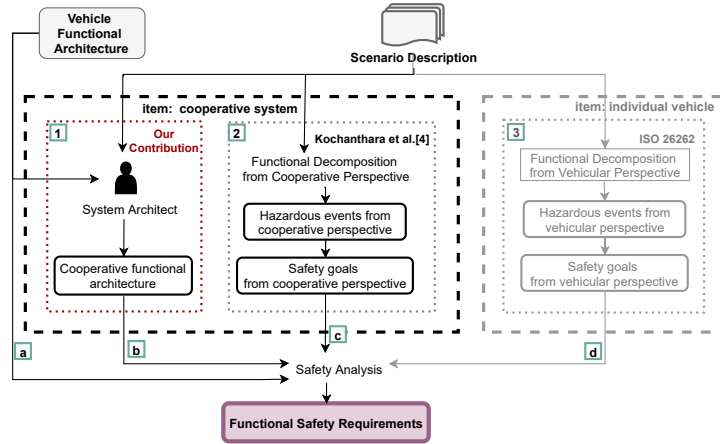 Vehicle
Functional
Architecture
Scenario Description
item: cooperative system
item: individual vehicle
1
Our
Contribution
System Architect
Cooperative functional
architecture
2
Kochanthara et al.[4]
Functional Decomposition
from Cooperative Perspective
Hazardous events from
cooperative perspective
Safety goals
from cooperative perspective
3
ISO 26262
Functional Decomposition
from Vehicular Perspective
Hazardous events from
vehicular perspective
Safety goals
from vehicular perspective
a
b
c
d
Safety Analysis
Functional Safety Requirements